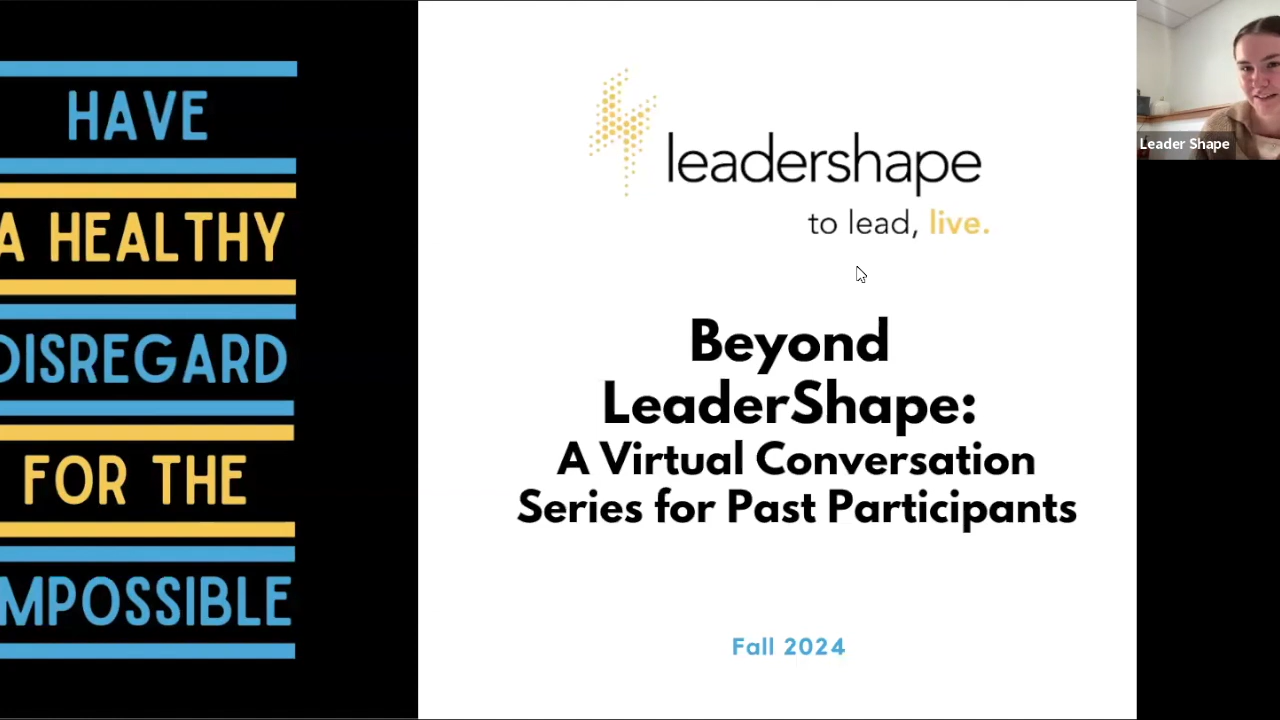 HAVE
A HEALTHY
DISREGARD
FOR THE
IMPOSSIBLE
leadershape
to lead, live.
Beyond
LeaderShape:
A Virtual Conversation
Series for Past Participants
Fall 2024
Leader Shape